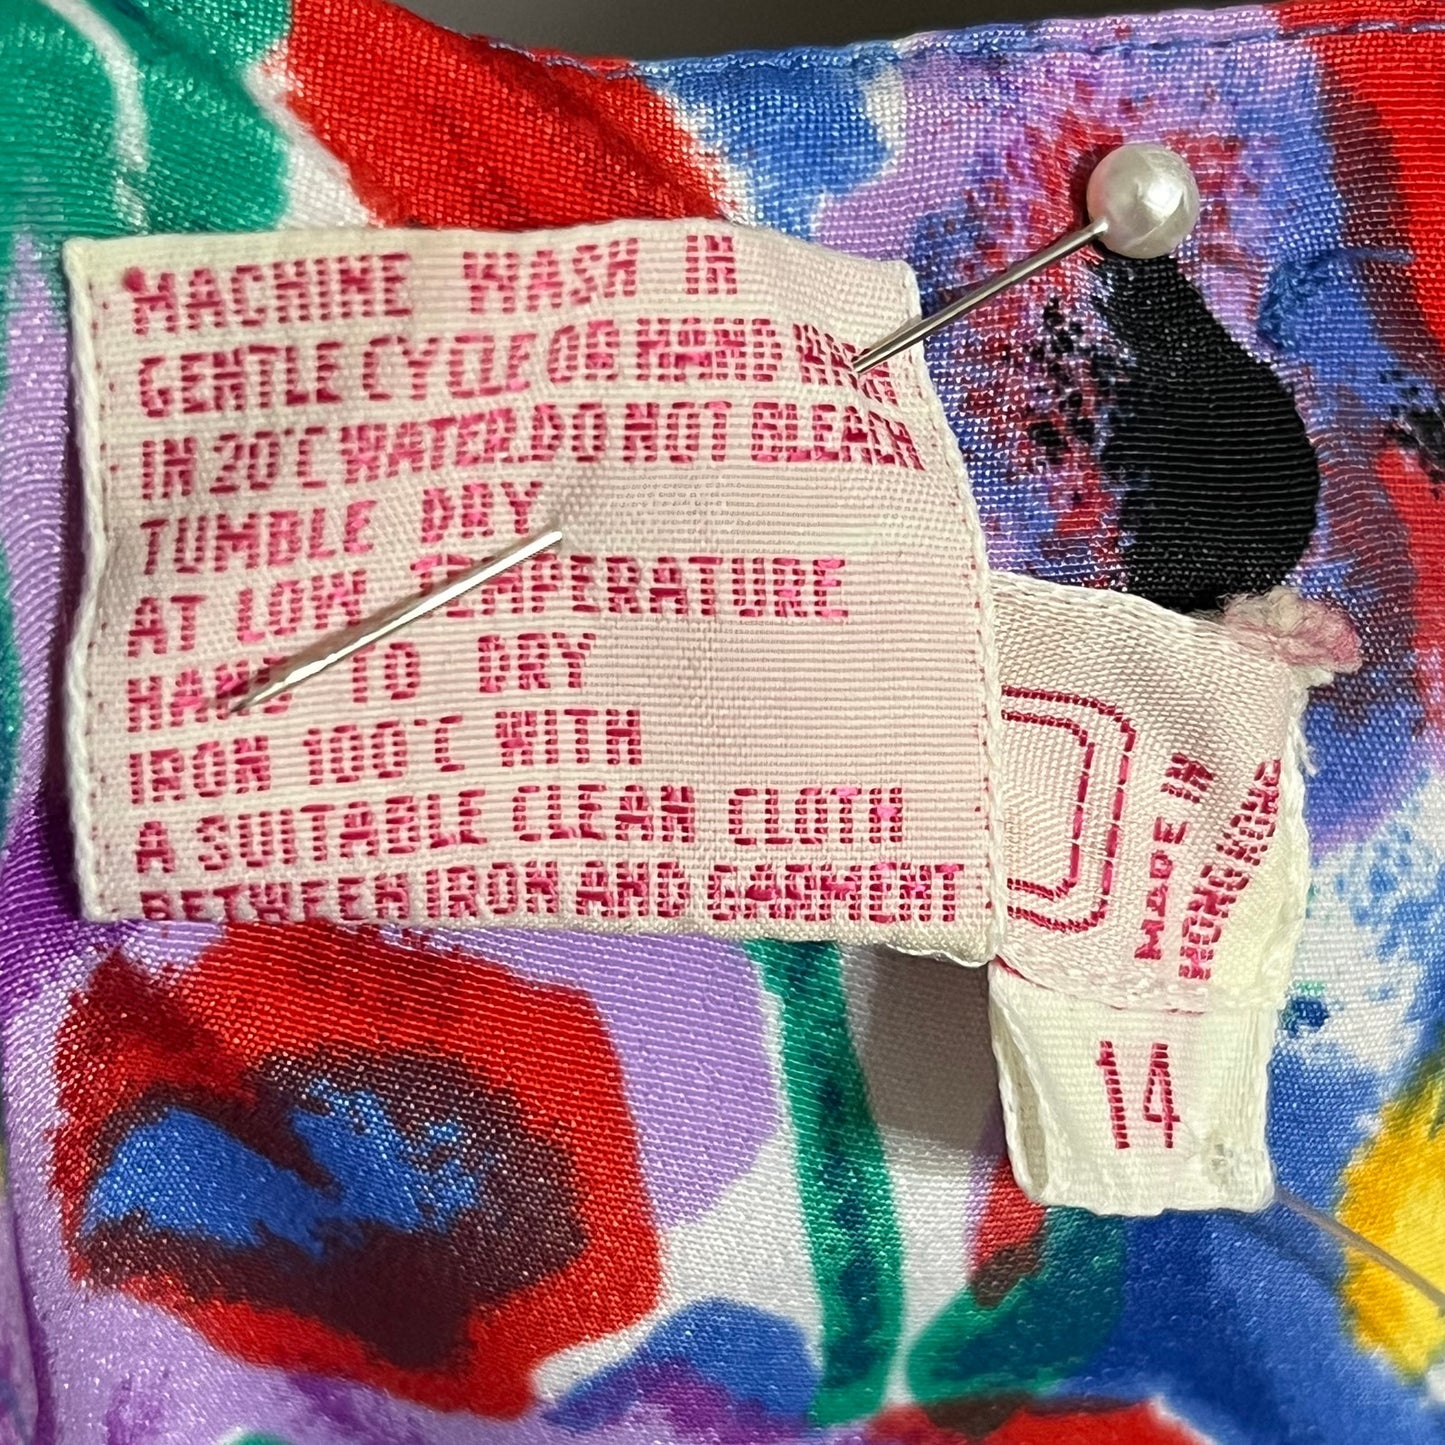 MACHINE WASH IN
GENTLE CYCLE OR HAND WASH
IN 20°C WATER.DO NOT BLEACH
TUMBLE DRY
AT LOW TEMPERATURE
HANG TO DRY
IRON 100°C WITH
A SUITABLE CLEAN CLOTH
BETWEEN IRON AND GARMENT
MADE IN
HONG KONG
14